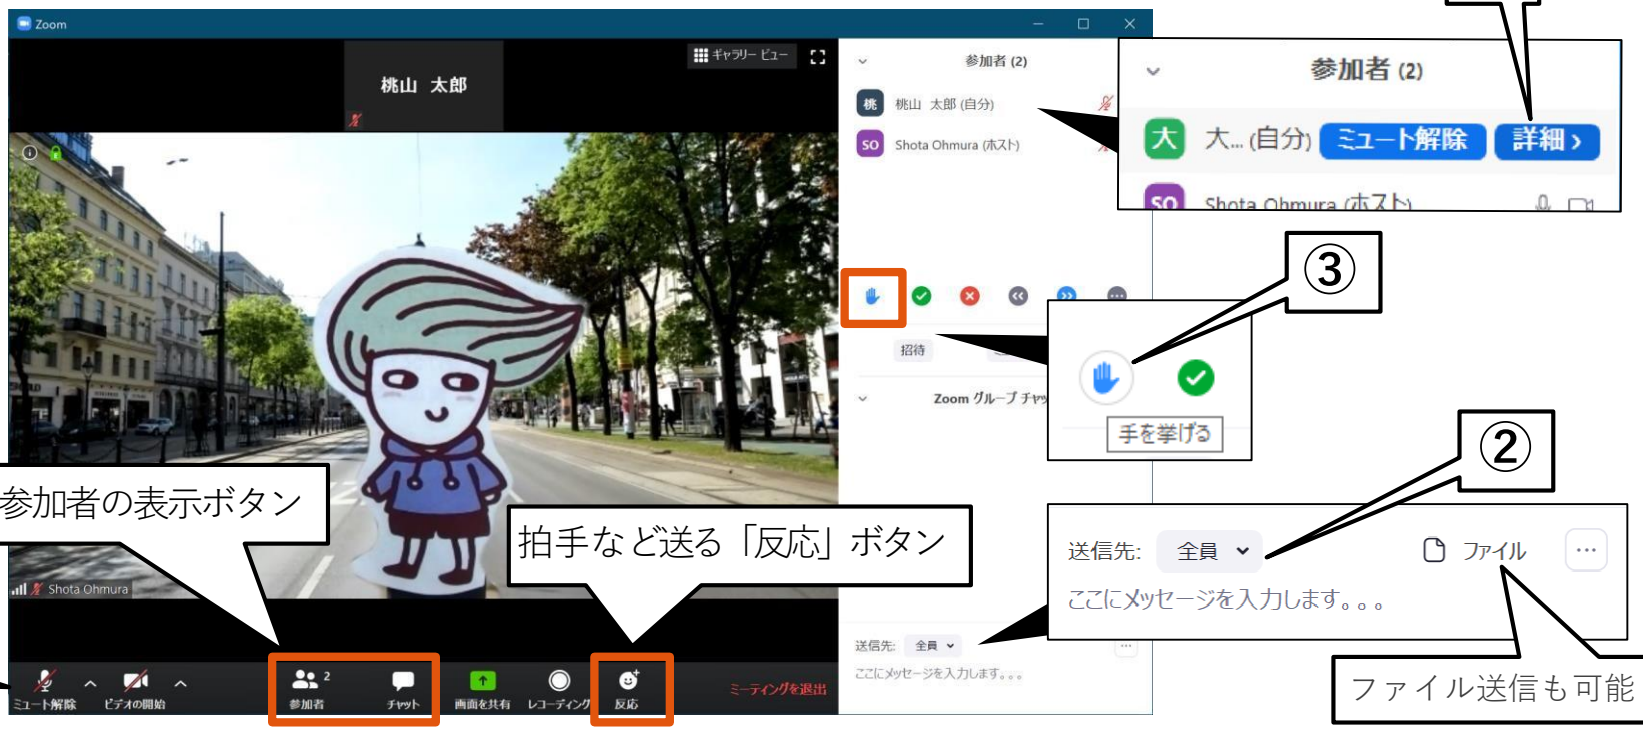 Zoom
桃山　太郎
ギャラリー ビュー
参加者 (2)
桃山　太郎 (自分)
SO Shota Ohmura (ホスト)
桃
参加者 (2)
大 大... (自分) ミュート解除 詳細 ›
SO Shota Ohmura (ホスト)
③
招待
手を挙げる
Zoom グループ チャッ
②
参加者の表示ボタン
拍手など送る「反応」ボタン
送信先: 全員 ファイル ...
ここにメッセージを入力します。。。
Shota Ohmura
送信先: 全員
ここにメッセージを入力します。。。
ファイル送信も可能
ミュート解除
ビデオの開始
2
参加者
チャット
画面を共有
レコーディング
反応
ミーティングを退出